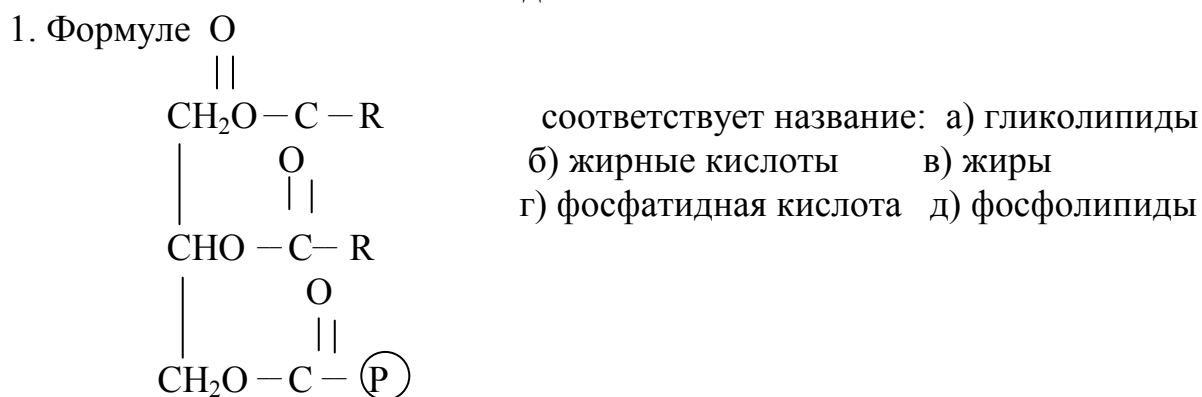 1. Формуле O
||
CH₂O – C – R соответствует название: а) гликолипиды
O б) жирные кислоты в) жиры
|| г) фосфатидная кислота д) фосфолипиды
CHO – C – R
O
||
CH₂O – C – P